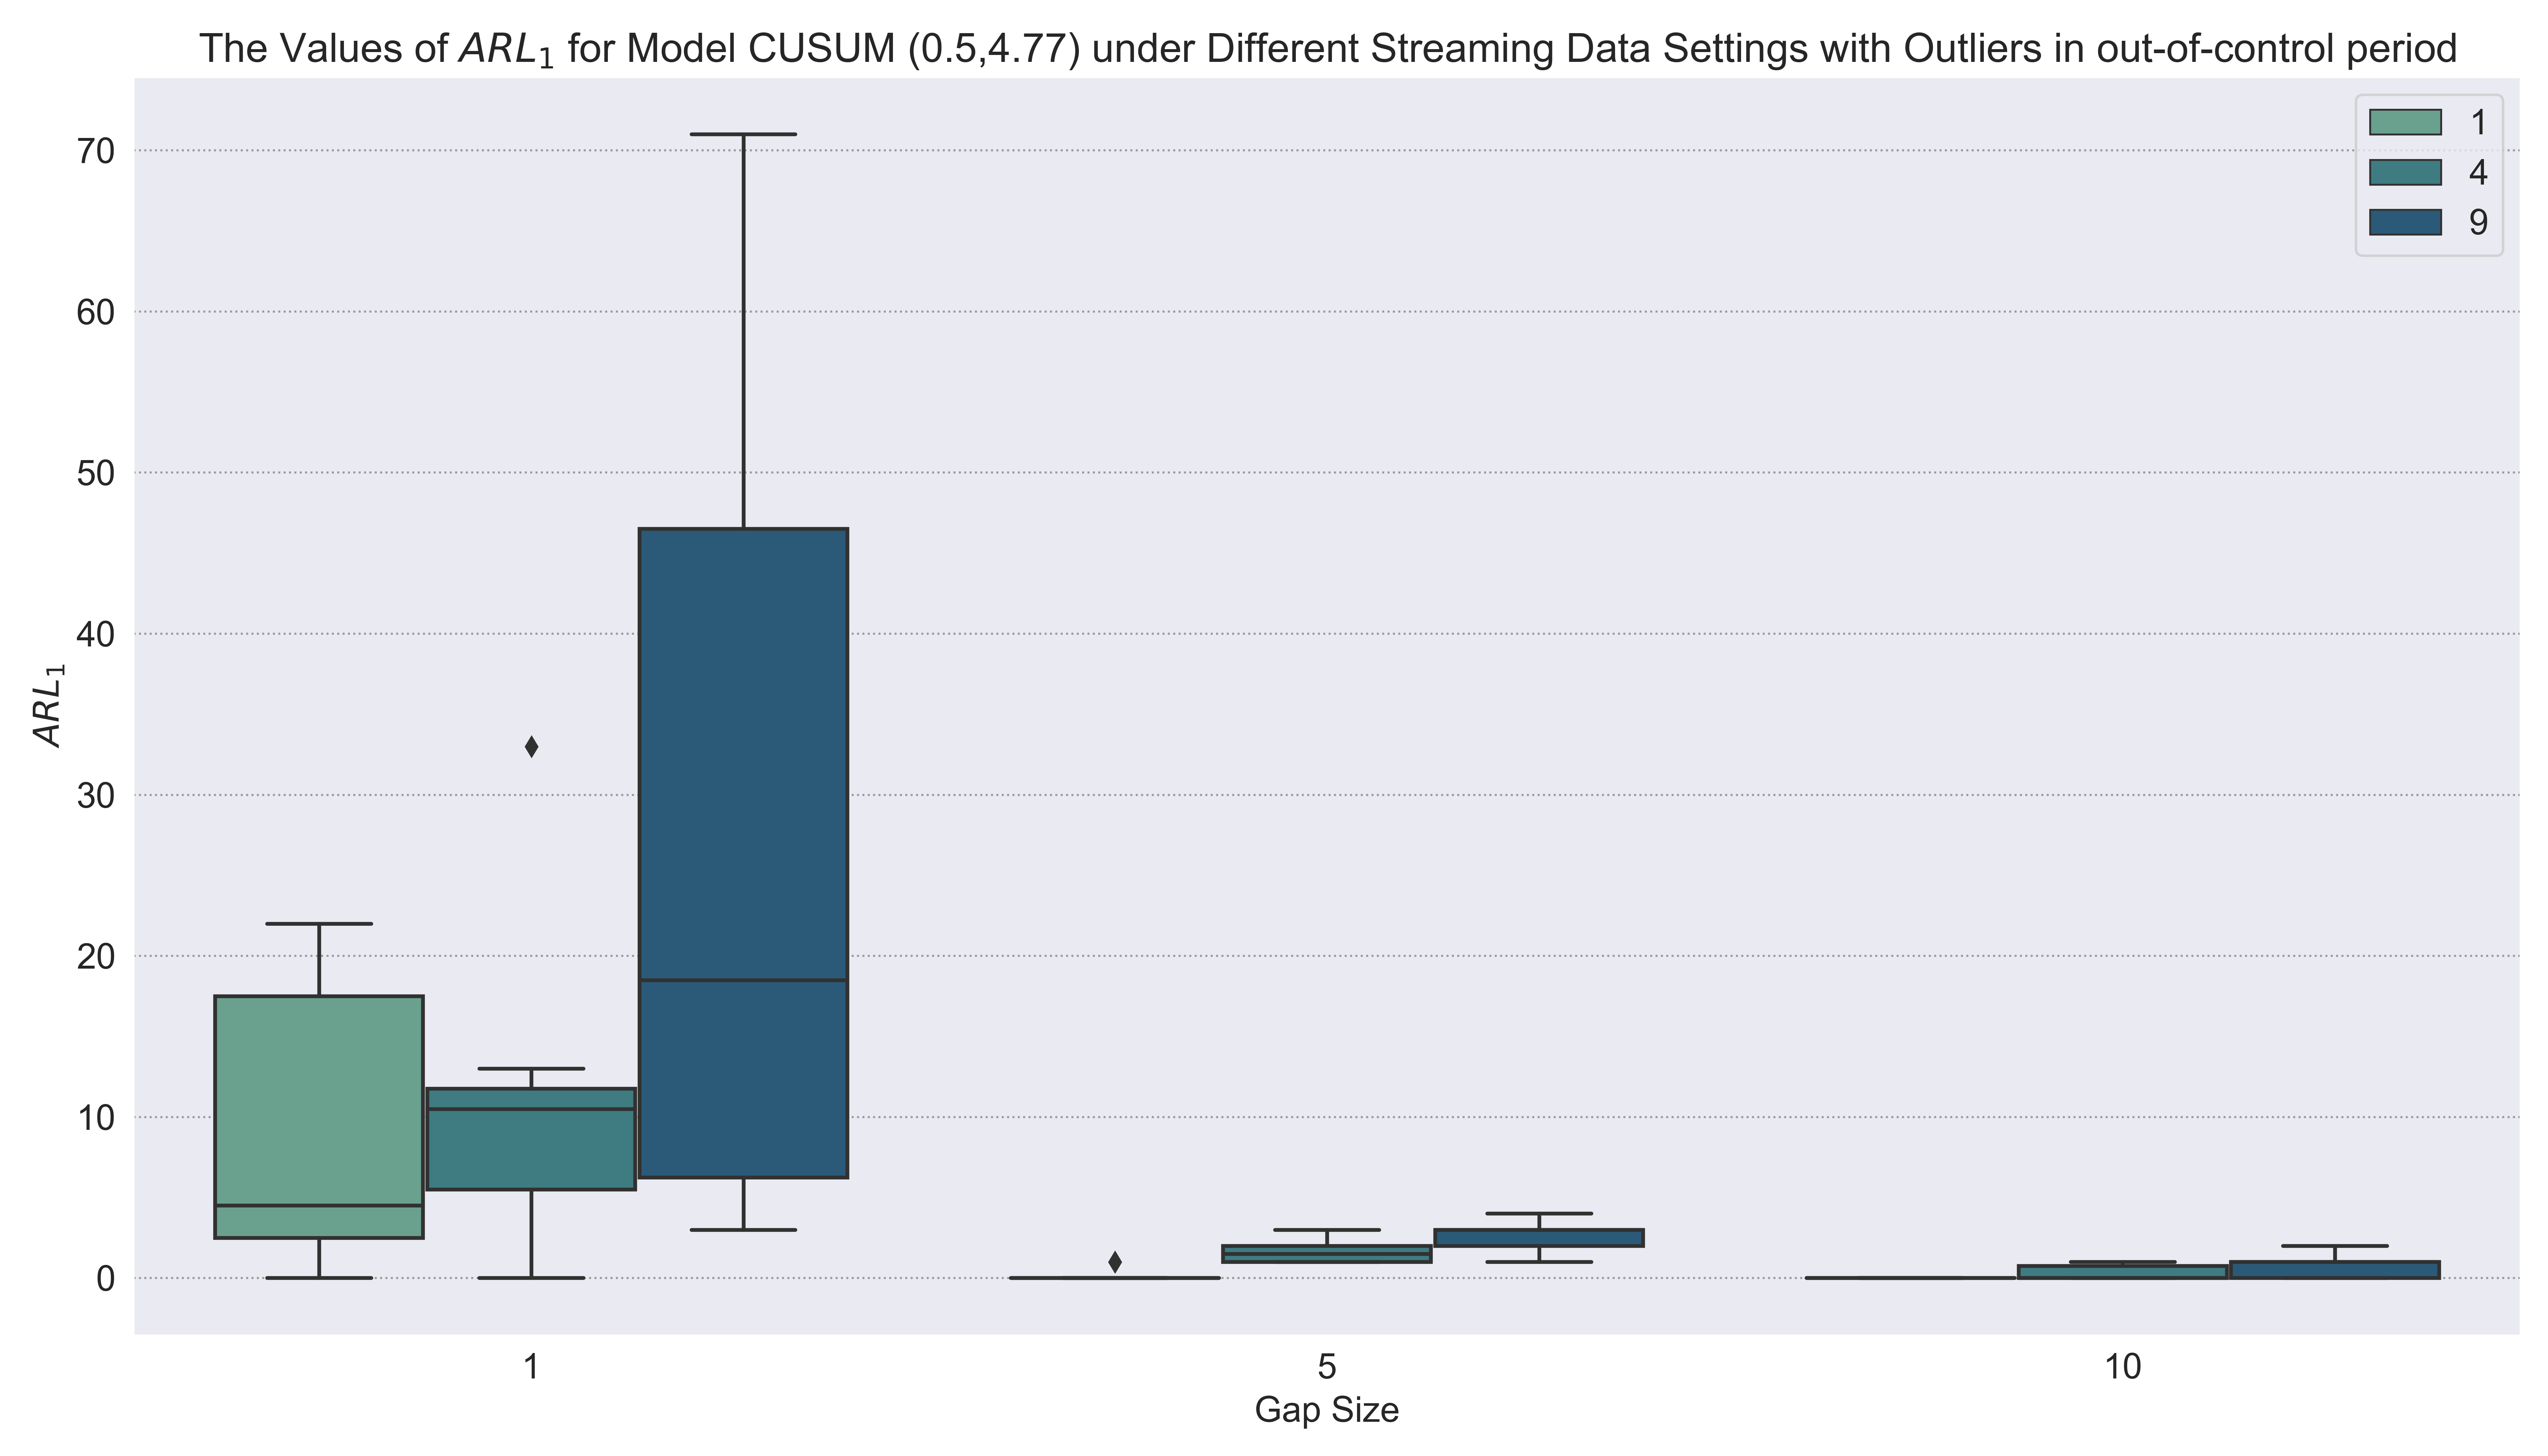 The Values of ARL₁ for Model CUSUM (0.5,4.77) under Different Streaming Data Settings with Outliers in out-of-control period
1
4
9
70
60
50
40
30
20
10
0
ARL₁
1 5 10
Gap Size